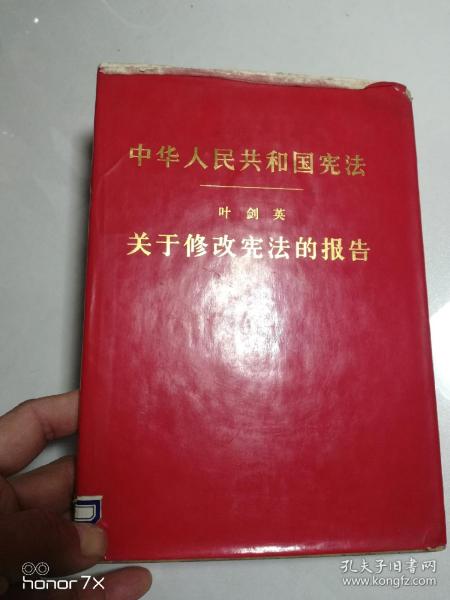 中华人民共和国宪法
叶剑英
关于修改宪法的报告
honor 7X
孔夫子旧书网
www.kongfz.com